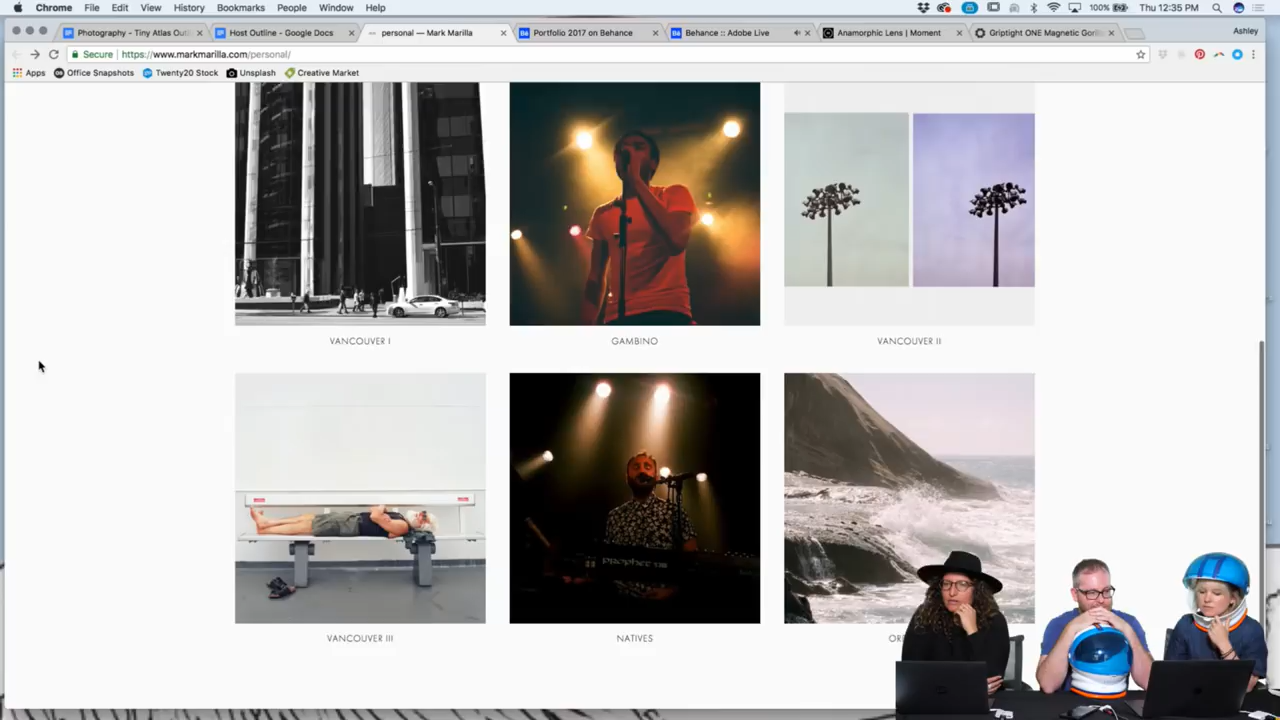 Chrome File Edit View History Bookmarks People Window Help 100% Thu 12:35 PM
Photography - Tiny Atlas Outl Host Outline - Google Docs personal — Mark Marilla Portfolio 2017 on Behance Behance :: Adobe Live Anamorphic Lens | Moment Griptight ONE Magnetic Goril Ashley
Secure https://www.markmarilla.com/personal/
Apps Office Snapshots Twenty20 Stock Unsplash Creative Market
VANCOUVER I GAMBINO VANCOUVER II
PROPHET
VANCOUVER III NATIVES